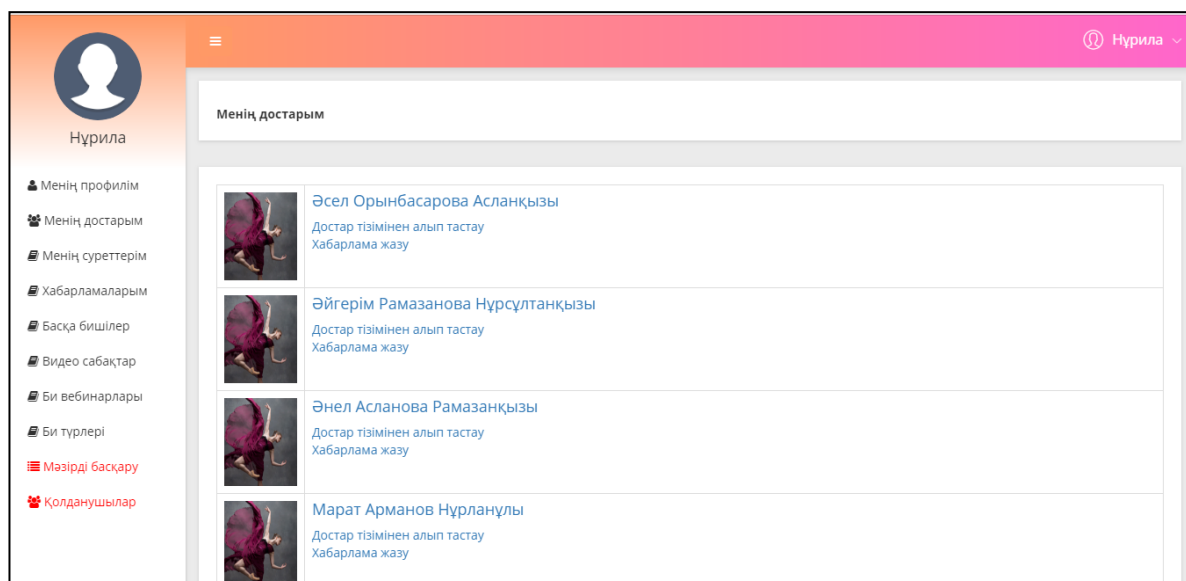 Нұрила
Нұрила
Менің профилім
Менің достарым
Менің суреттерім
Хабарламаларым
Басқа бишілер
Видео сабақтар
Би вебинарлары
Би түрлері
Мәзірді басқару
Қолданушылар
Менің достарым
Әсел Орынбасарова Асланқызы
Достар тізімінен алып тастау
Хабарлама жазу
Әйгерім Рамазанова Нұрсұлтанқызы
Достар тізімінен алып тастау
Хабарлама жазу
Әнел Асланова Рамазанқызы
Достар тізімінен алып тастау
Хабарлама жазу
Марат Арманов Нұрланұлы
Достар тізімінен алып тастау
Хабарлама жазу